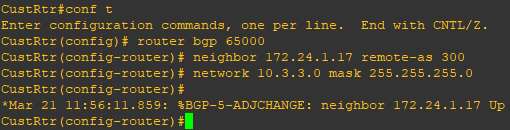 CustRtr#conf t
Enter configuration commands, one per line.  End with CNTL/Z.
CustRtr(config)# router bgp 65000
CustRtr(config-router)# neighbor 172.24.1.17 remote-as 300
CustRtr(config-router)# network 10.3.3.0 mask 255.255.255.0
CustRtr(config-router)#
*Mar 21 11:56:11.859: %BGP-5-ADJCHANGE: neighbor 172.24.1.17 Up
CustRtr(config-router)#